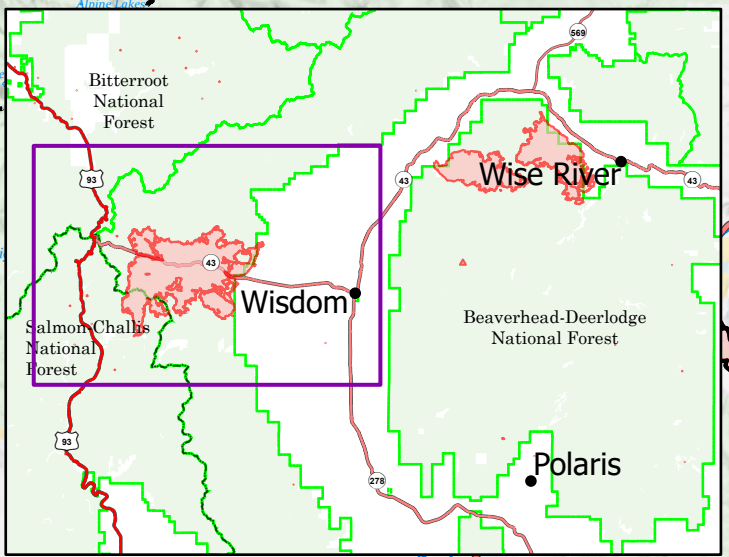 Alpine Lakes
569
Bitterroot
National
Forest
93
43
Wise River
43
43
Wisdom
Salmon-Challis
National
Forest
Beaverhead-Deerlodge
National Forest
93
Polaris
278